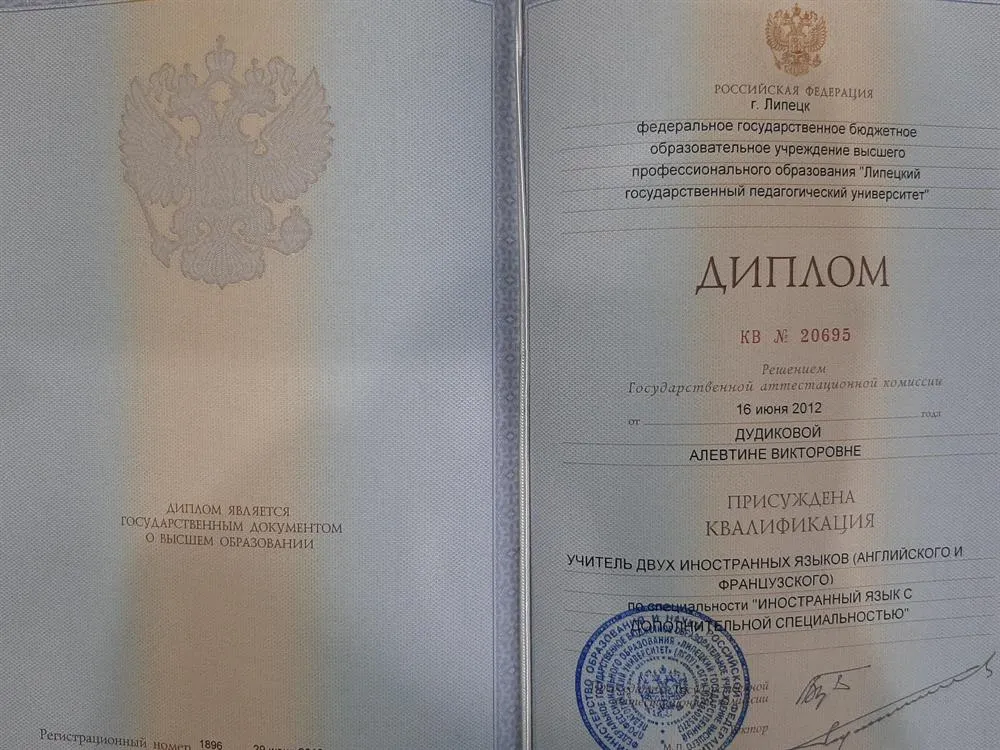 ДИПЛОМ ЯВЛЯЕТСЯ
ГОСУДАРСТВЕННЫМ ДОКУМЕНТОМ
О ВЫСШЕМ ОБРАЗОВАНИИ
Регистрационный номер 1896
РОССИЙСКАЯ ФЕДЕРАЦИЯ
г. Липецк
федеральное государственное бюджетное
образовательное учреждение высшего
профессионального образования "Липецкий
государственный педагогический университет"
ДИПЛОМ
КВ № 20695
Решением
Государственной аттестационной комиссии
от 16 июня 2012 года
ДУДИКОВОЙ
АЛЕВТИНЕ ВИКТОРОВНЕ
ПРИСУЖДЕНА
КВАЛИФИКАЦИЯ
УЧИТЕЛЬ ДВУХ ИНОСТРАННЫХ ЯЗЫКОВ (АНГЛИЙСКОГО И
ФРАНЦУЗСКОГО)
по специальности "ИНОСТРАННЫЙ ЯЗЫК С
ДОПОЛНИТЕЛЬНОЙ СПЕЦИАЛЬНОСТЬЮ"